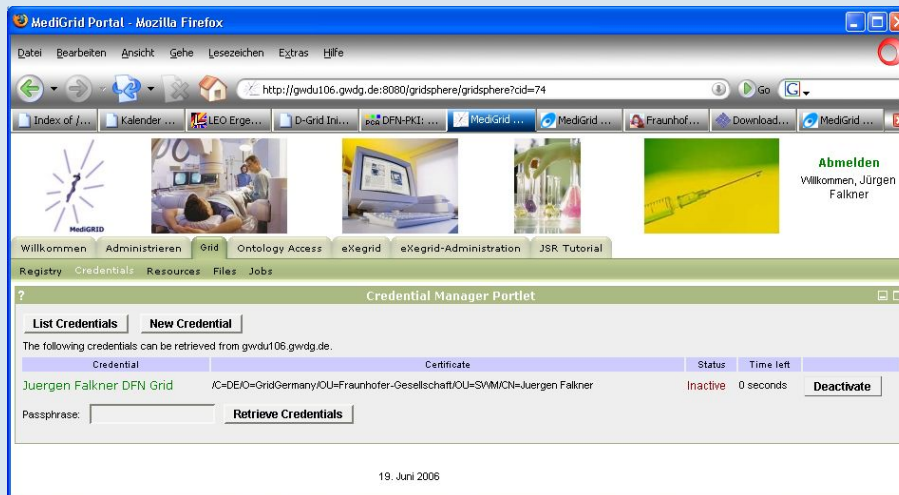 MediGrid Portal - Mozilla Firefox
Datei Bearbeiten Ansicht Gehe Lesezeichen Extras Hilfe
http://gwdu106.gwdg.de:8080/gridsphere/gridsphere?cid=74
Go
G
Index of /... Kalender ... LEO Erge... D-Grid Ini... DFN-PKI: ... MediGrid ... MediGrid ... Fraunhof... Download... MediGrid ...
MediGRID
Abmelden
Willkommen, Jürgen
Falkner
Willkommen Administrieren Grid Ontology Access eXegrid eXegrid-Administration JSR Tutorial
Registry Credentials Resources Files Jobs
? Credential Manager Portlet
List Credentials New Credential
The following credentials can be retrieved from gwdu106.gwdg.de.
Credential Certificate Status Time left
Juergen Falkner DFN Grid /C=DE/O=GridGermany/OU=Fraunhofer-Gesellschaft/OU=SWM/CN=Juergen Falkner Inactive 0 seconds Deactivate
Passphrase: Retrieve Credentials
19. Juni 2006